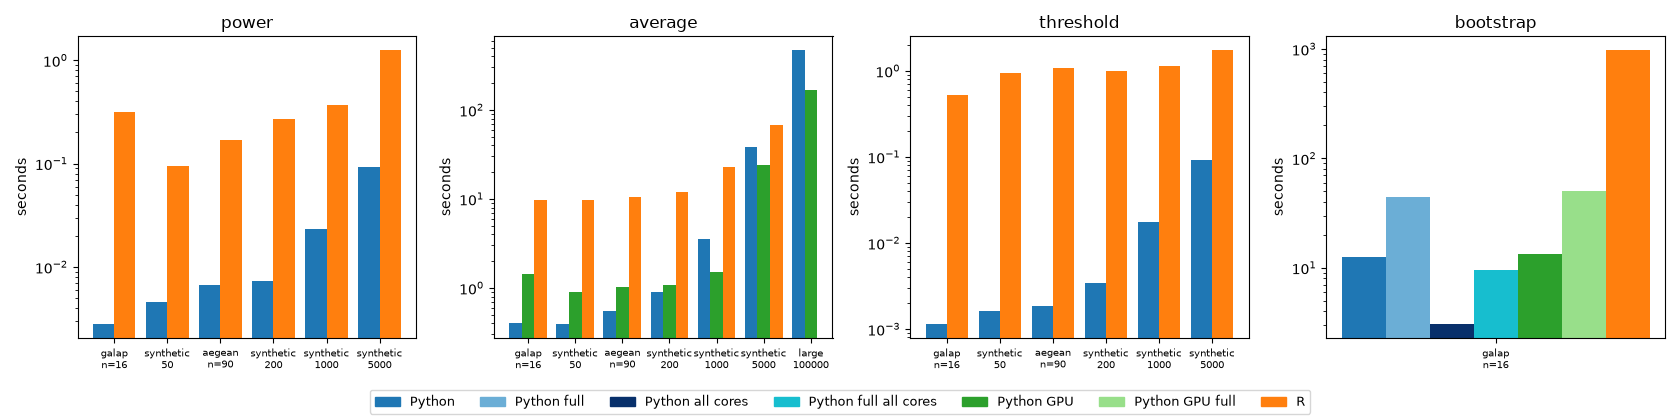 power
average
threshold
bootstrap
seconds
10⁰
10⁻¹
10⁻²
galap
n=16
synthetic
50
aegean
n=90
synthetic
200
synthetic
1000
synthetic
5000
seconds
10²
10¹
10⁰
galap
n=16
synthetic
50
aegean
n=90
synthetic
200
synthetic
1000
synthetic
5000
large
100000
seconds
10⁰
10⁻¹
10⁻²
10⁻³
galap
n=16
synthetic
50
aegean
n=90
synthetic
200
synthetic
1000
synthetic
5000
seconds
10³
10²
10¹
galap
n=16
Python
Python full
Python all cores
Python full all cores
Python GPU
Python GPU full
R